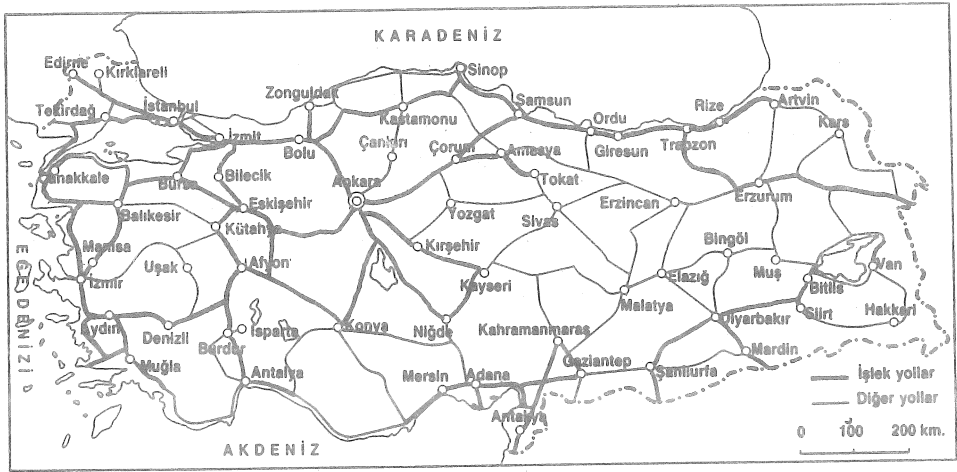 KARADENİZ
Edirne
Kırklareli
Sinop
Zonguldak
Tekirdağ
İstanbul
Samsun
Rize
Artvin
Kastamonu
Ordu
Kars
İzmit
Bolu
Çankırı
Çorum
Amasya
Giresun
Trabzon
Çanakkale
Bursa
Bilecik
Ankara
Tokat
Erzincan
Erzurum
Balıkesir
Eskişehir
Yozgat
Sivas
Kütahya
Manisa
Kırşehir
Bingöl
Uşak
Afyon
Elazığ
Muş
Van
İzmir
Kayseri
Bitlis
Malatya
EGE DENİZİ
Aydın
Denizli
Isparta
Konya
Niğde
Kahramanmaraş
Diyarbakır
Siirt
Hakkari
Burdur
Muğla
Gaziantep
Mardin
Antalya
Mersin
Adana
Şanlıurfa
İşlek yollar
Diğer yollar
Antakya
AKDENİZ
0 100 200 km.